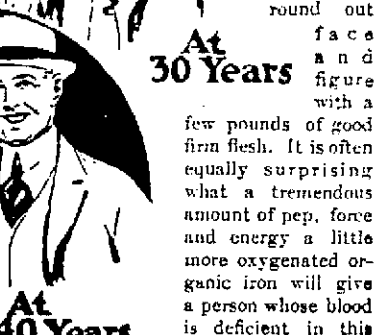 round out
At
30 Years
face
and
figure
with a
few pounds of good
firm flesh. It is often
equally surprising
what a tremendous
amount of pep, force
and energy a little
more oxygenated or-
ganic iron will give
a person whose blood
is deficient in this
At
40 Years